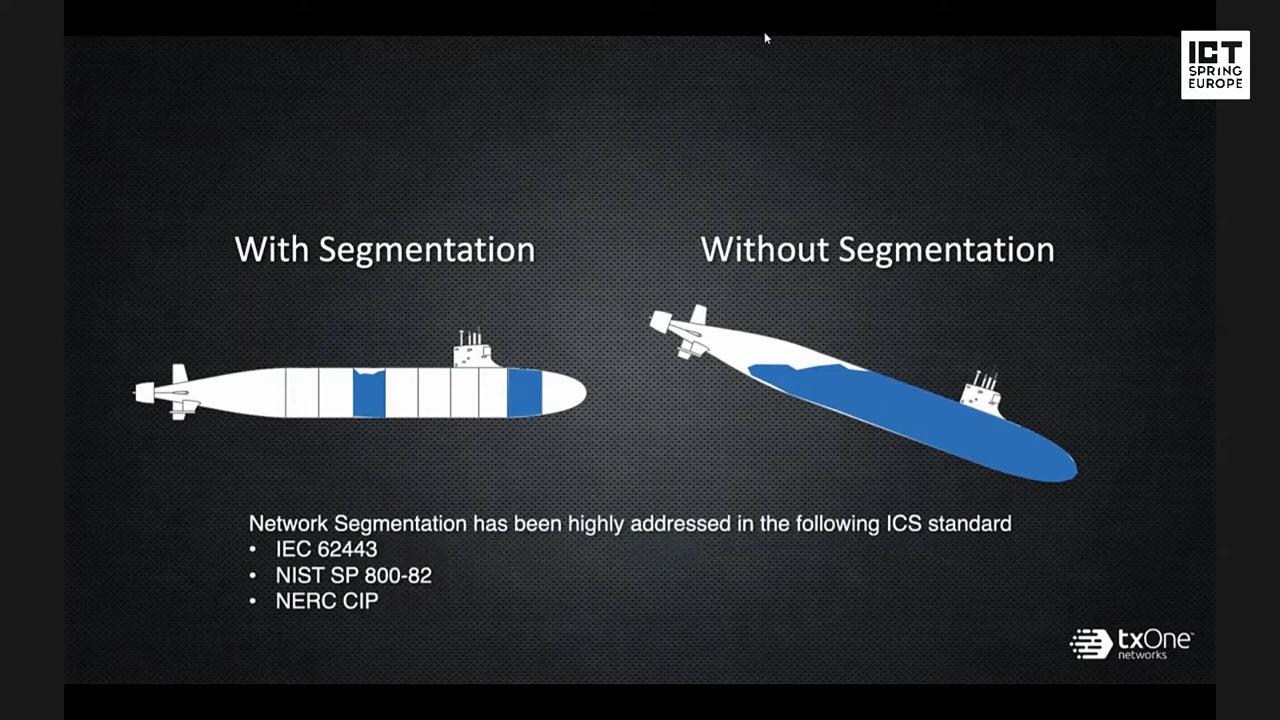 ICT
SPRING
EUROPE
With Segmentation
Without Segmentation
Network Segmentation has been highly addressed in the following ICS standard
• IEC 62443
• NIST SP 800-82
• NERC CIP
txOne™
networks